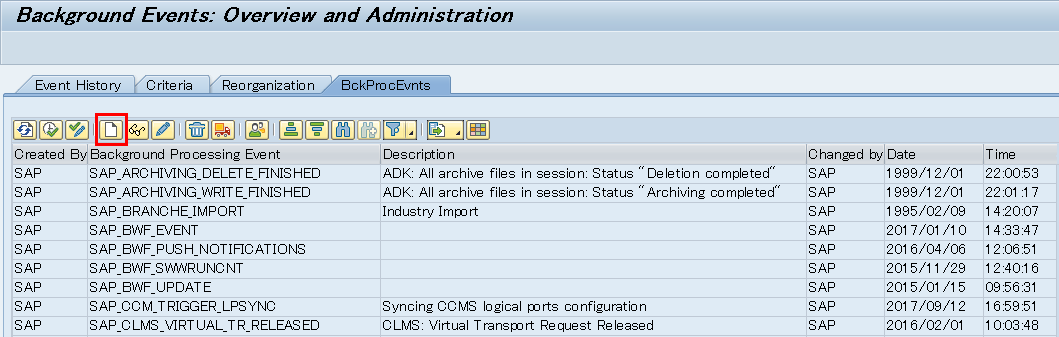 Background Events: Overview and Administration
Event History Criteria Reorganization BckProcEvnts
Created By Background Processing Event Description Changed by Date Time
SAP SAP_ARCHIVING_DELETE_FINISHED ADK: All archive files in session: Status "Deletion completed" SAP 1999/12/01 22:00:53
SAP SAP_ARCHIVING_WRITE_FINISHED ADK: All archive files in session: Status "Archiving completed" SAP 1999/12/01 22:01:17
SAP SAP_BRANCHE_IMPORT Industry Import SAP 1995/02/09 14:20:07
SAP SAP_BWF_EVENT SAP 2017/01/10 14:33:47
SAP SAP_BWF_PUSH_NOTIFICATIONS SAP 2016/04/06 12:06:51
SAP SAP_BWF_SWWRUNCNT SAP 2015/11/29 12:40:16
SAP SAP_BWF_UPDATE SAP 2015/01/15 09:56:31
SAP SAP_CCM_TRIGGER_LPSYNC Syncing CCMS logical ports configuration SAP 2017/09/12 16:59:51
SAP SAP_CLMS_VIRTUAL_TR_RELEASED CLMS: Virtual Transport Request Released SAP 2016/02/01 10:03:48